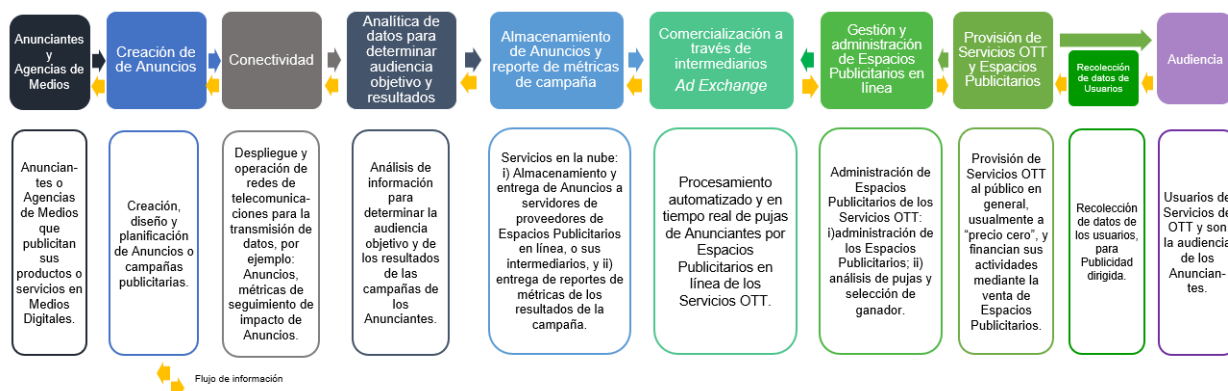 Anunciantes
y
Agencias de
Medios
Creación
de Anuncios
Conectividad
Analítica de
datos para
determinar
audiencia
objetivo y
resultados
Almacenamiento
de Anuncios y
reporte de métricas
de campaña
Comercialización a
través de
intermediarios
Ad Exchange
Gestión y
administración
de Espacios
Publicitarios en
línea
Provisión de
Servicios OTT
y Espacios
Publicitarios
Recolección
de datos de
Usuarios
Audiencia
Anuncian-
tes o
Agencias
de Medios
que
publicitan
sus
productos o
servicios en
Medios
Digitales.
Creación,
diseño y
planificación
de Anuncios o
campañas
publicitarias.
Despliegue y
operación de
redes de
telecomunica-
ciones para la
transmisión de
datos, por
ejemplo:
Anuncios,
métricas de
seguimiento de
impacto de
Anuncios.
Análisis de
información
para
determinar la
audiencia
objetivo y de
los resultados
de las
campañas de
los
Anunciantes.
Servicios en la nube:
i) Almacenamiento y
entrega de Anuncios a
servidores de
proveedores de
Espacios Publicitarios
en línea, o sus
intermediarios, y ii)
entrega de reportes de
métricas de los
resultados de la
campaña.
Procesamiento
automatizado y en
tiempo real de pujas
de Anunciantes por
Espacios
Publicitarios en
línea de los
Servicios OTT.
Administración de
Espacios
Publicitarios de los
Servicios OTT:
i)administración
de los Espacios
Publicitarios; ii)
análisis de pujas y
selección de
ganador.
Provisión de
Servicios OTT
al público en
general,
usualmente a
“precio cero”, y
financian sus
actividades
mediante la
venta de
Espacios
Publicitarios.
Recolección
de datos de
los usuarios,
para
Publicidad
dirigida.
Usuarios de
Servicios de
OTT y son
la audiencia
de los
Anuncian-
tes.
Flujo de información